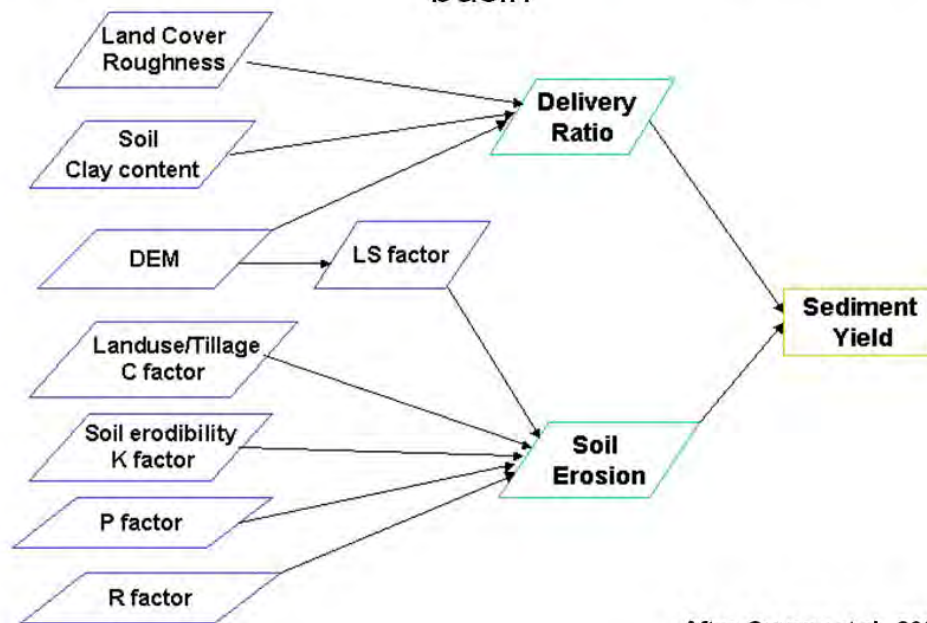 Land Cover
Roughness
Delivery
Ratio
Soil
Clay content
DEM
LS factor
Sediment
Yield
Landuse/Tillage
C factor
Soil erodibility
K factor
Soil
Erosion
P factor
R factor